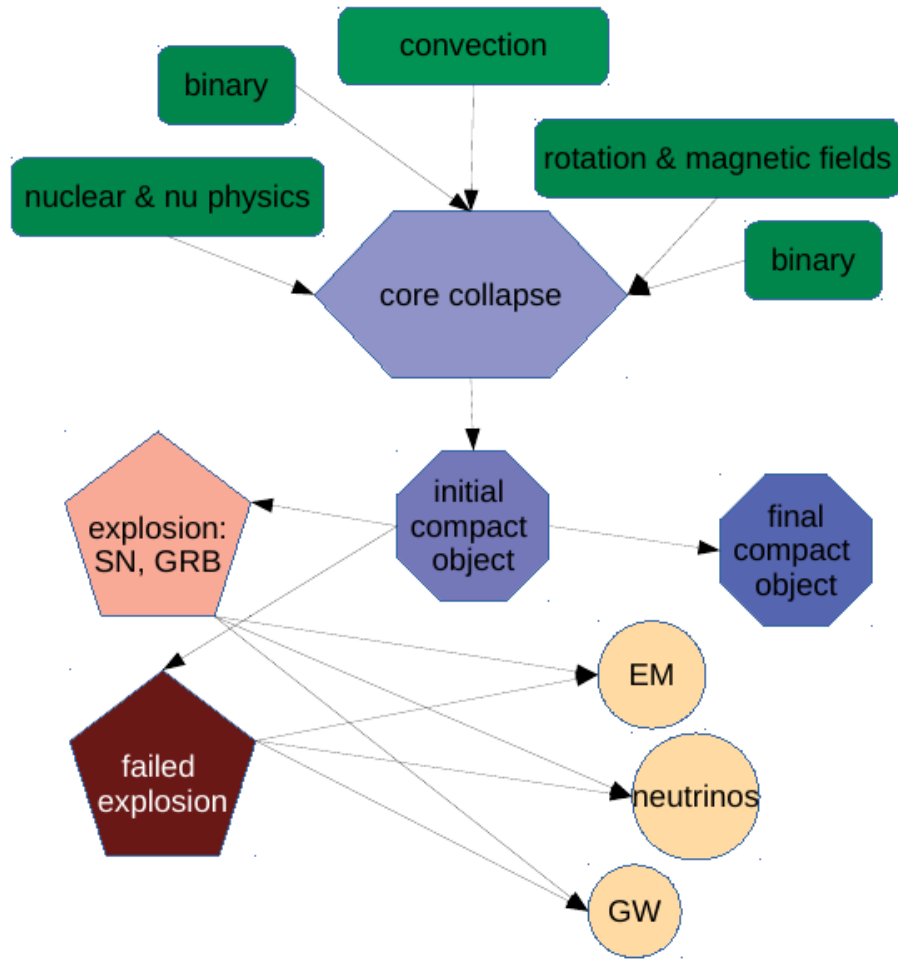 convection
binary
rotation & magnetic fields
nuclear & nu physics
binary
core collapse
initial
compact
object
final
compact
object
explosion:
SN, GRB
EM
failed
explosion
neutrinos
GW